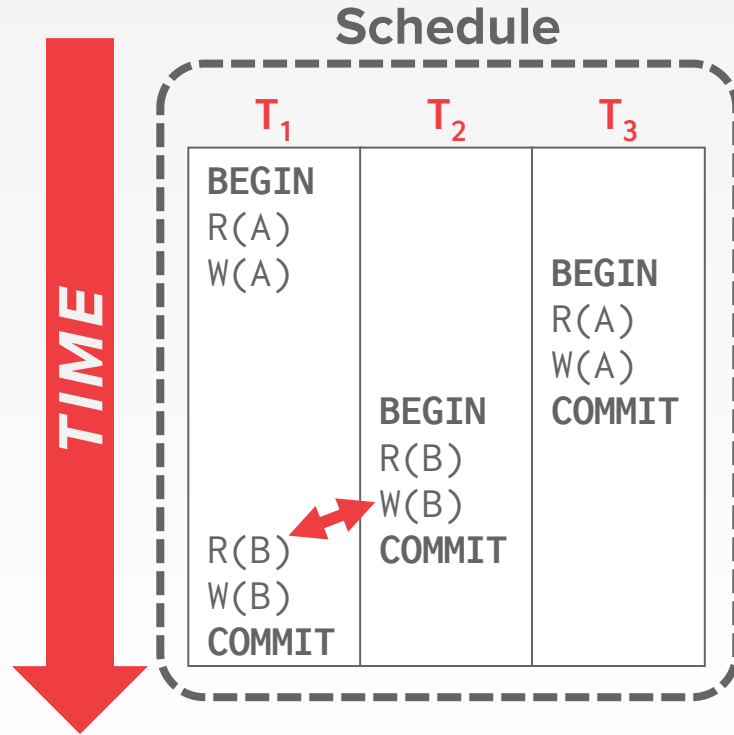 Schedule
TIME
T₁ T₂ T₃
BEGIN
R(A)
W(A) BEGIN
R(A)
W(A)
BEGIN COMMIT
R(B)
W(B)
R(B) COMMIT
W(B)
COMMIT